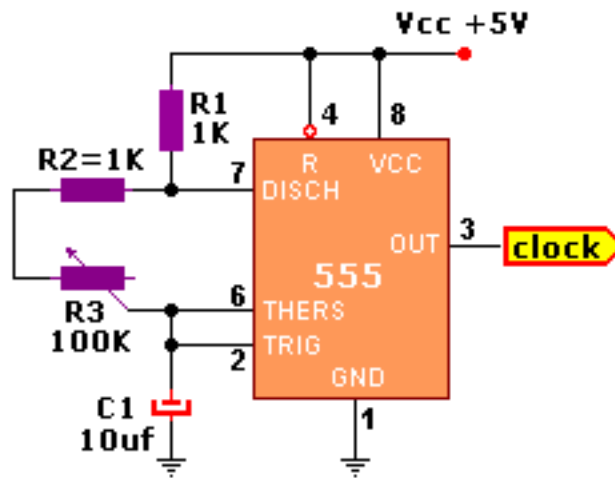 Vcc +5V
R1
1K
4
8
R2=1K
7
R
VCC
DISCH
3
OUT
clock
555
6
R3
100K
THERS
2
TRIG
GND
C1
10uf
1